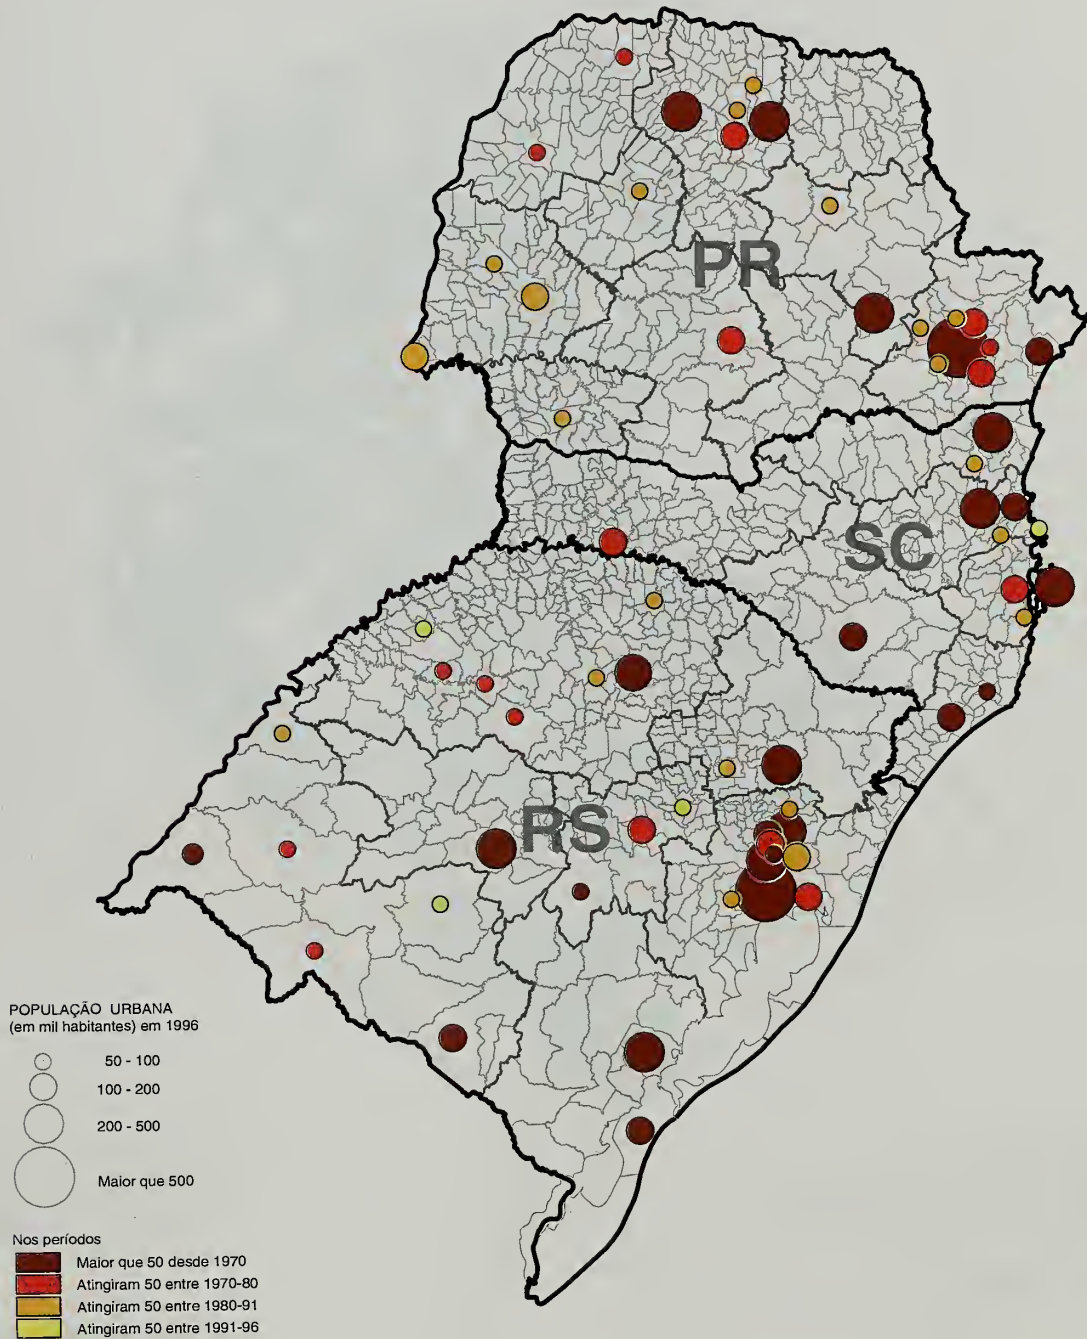 PR
SC
RS
POPULAÇÃO URBANA
(em mil habitantes) em 1996
50 - 100
100 - 200
200 - 500
Maior que 500
Nos períodos
Maior que 50 desde 1970
Atingiram 50 entre 1970-80
Atingiram 50 entre 1980-91
Atingiram 50 entre 1991-96